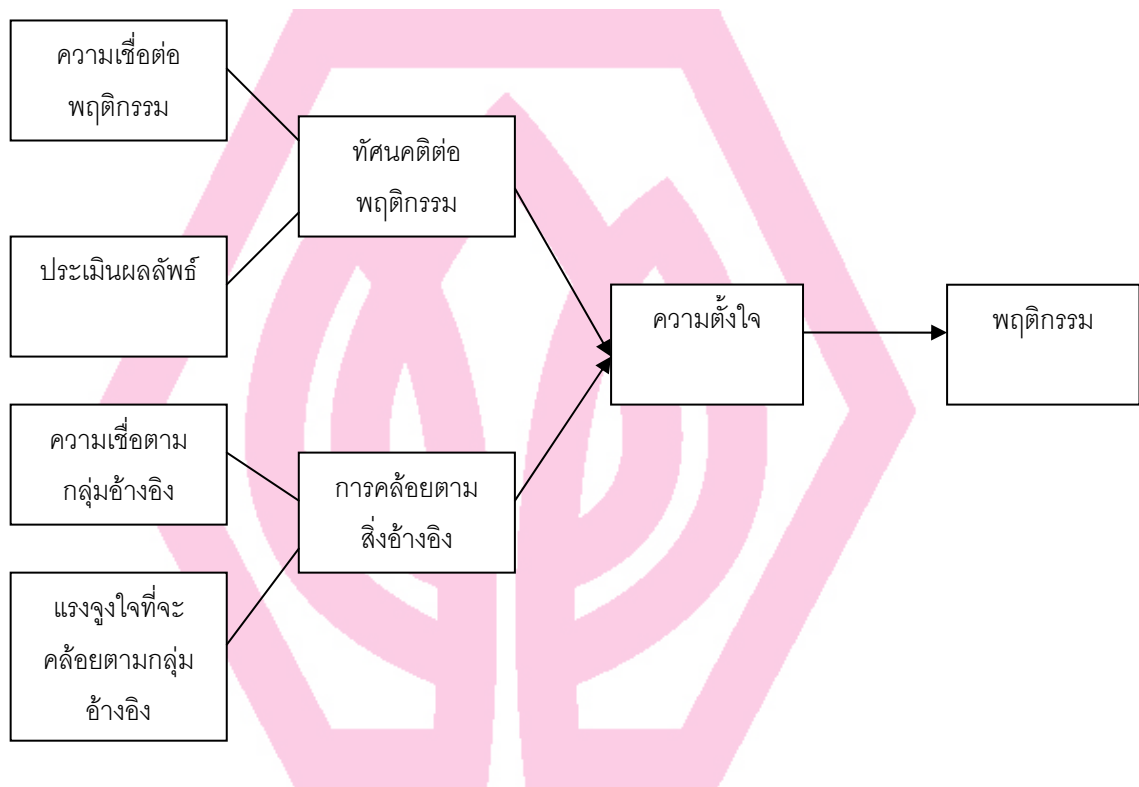 ความเชื่อต่อ
พฤติกรรม
ประเมินผลลัพธ์
ทัศนคติต่อ
พฤติกรรม
ความเชื่อตาม
กลุ่มอ้างอิง
แรงจูงใจที่จะ
คล้อยตามกลุ่ม
อ้างอิง
การคล้อยตาม
สิ่งอ้างอิง
ความตั้งใจ
พฤติกรรม